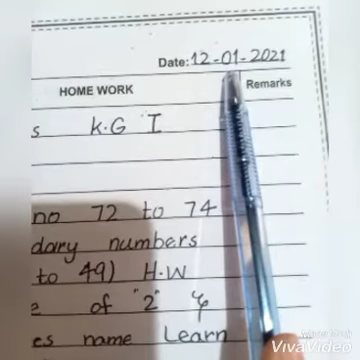 Date: 12-01-2021
HOME WORK
Remarks
s K.G I
no 72 to 74
dary numbers
to 49) H.W
of "2"
es name Learn
Made With
VivaVideo